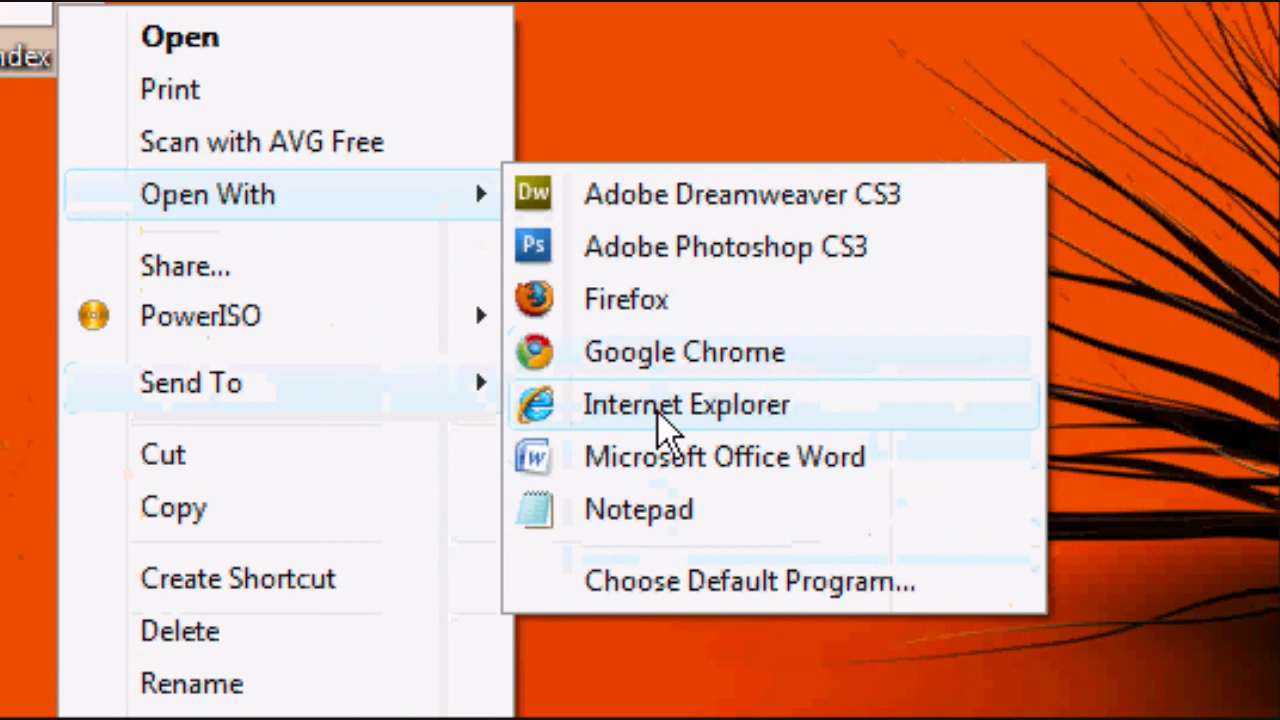 ndex
Open
Print
Scan with AVG Free
Open With
Share...
PowerISO
Send To
Cut
Copy
Create Shortcut
Delete
Rename
Dw Adobe Dreamweaver CS3
Ps Adobe Photoshop CS3
Firefox
Google Chrome
Internet Explorer
W Microsoft Office Word
Notepad
Choose Default Program...